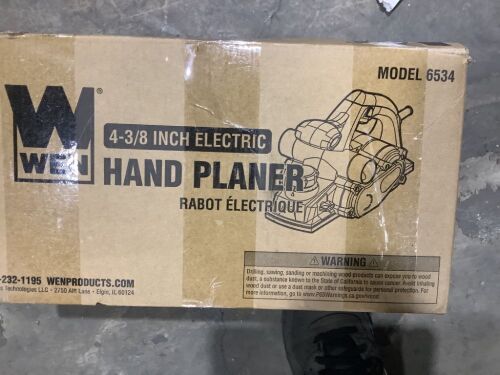 MODEL 6534
WEN
4-3/8 INCH ELECTRIC
HAND PLANER
RABOT ÉLECTRIQUE
WARNING
Drilling, sawing, sanding or machining wood products can expose you to wood
dust, a substance known to the State of California to cause cancer. Avoid inhaling
wood dust or use a dust mask or other safeguards for personal protection. For
more information, go to www.P65Warnings.ca.gov/wood.
-232-1195 WENPRODUCTS.COM
Technologies LLC • 2750 Alft Lane • Elgin, IL 60124